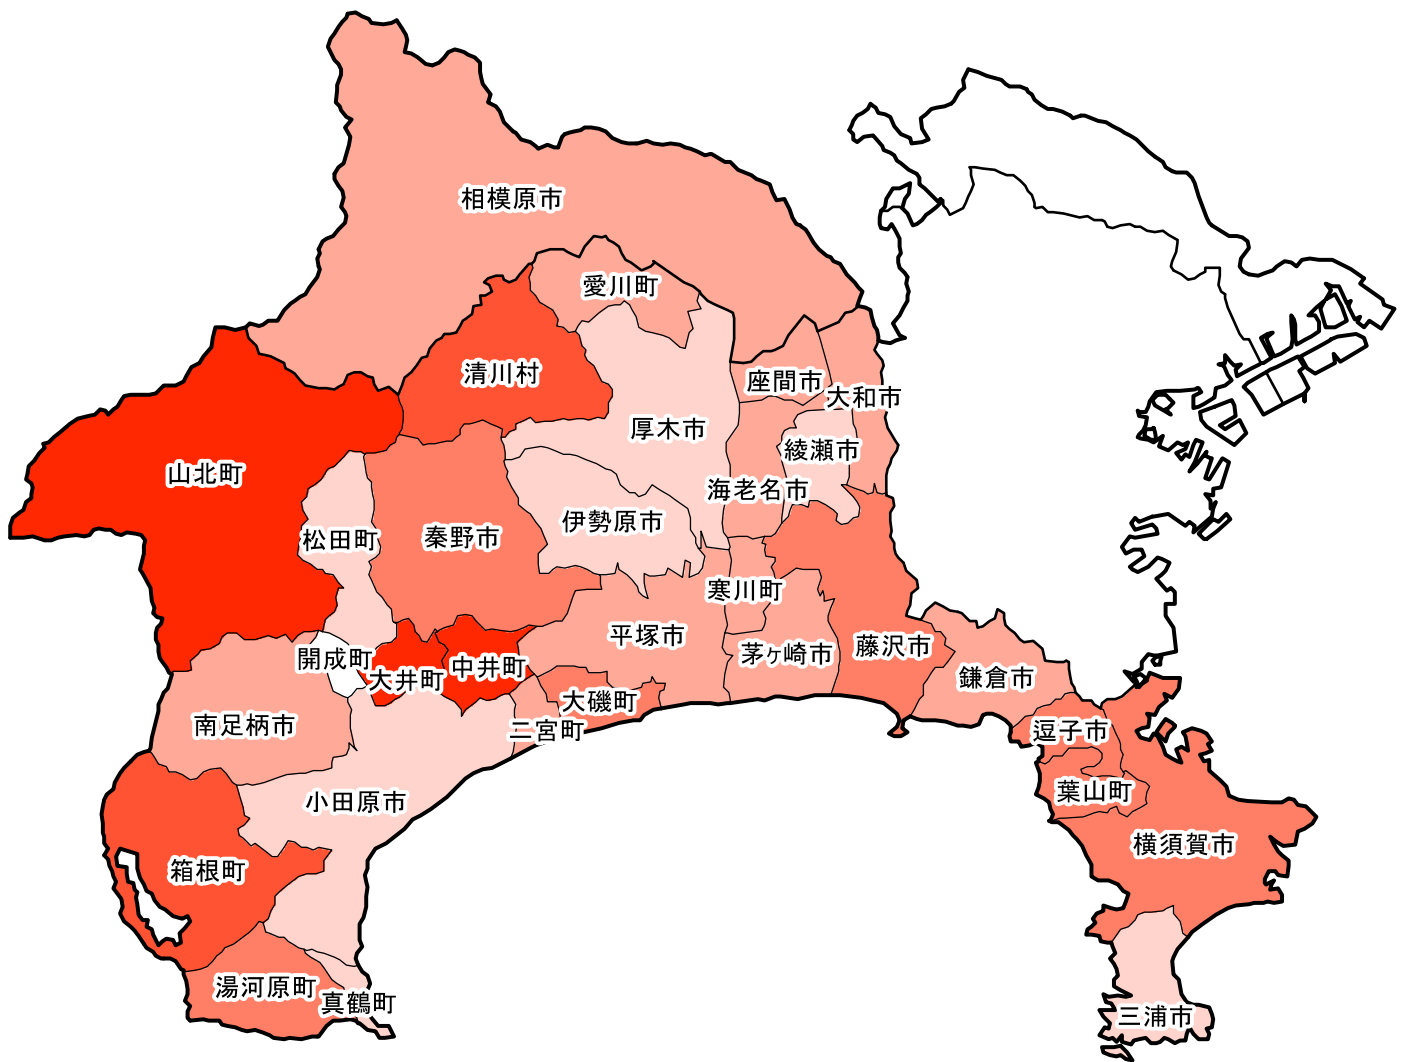 相模原市
愛川町
清川村
座間市
大和市
厚木市
綾瀬市
山北町
海老名市
伊勢原市
秦野市
松田町
寒川町
平塚市
茅ヶ崎市
藤沢市
開成町
中井町
大井町
鎌倉市
大磯町
南足柄市
二宮町
逗子市
葉山町
小田原市
横須賀市
箱根町
湯河原町
真鶴町
三浦市